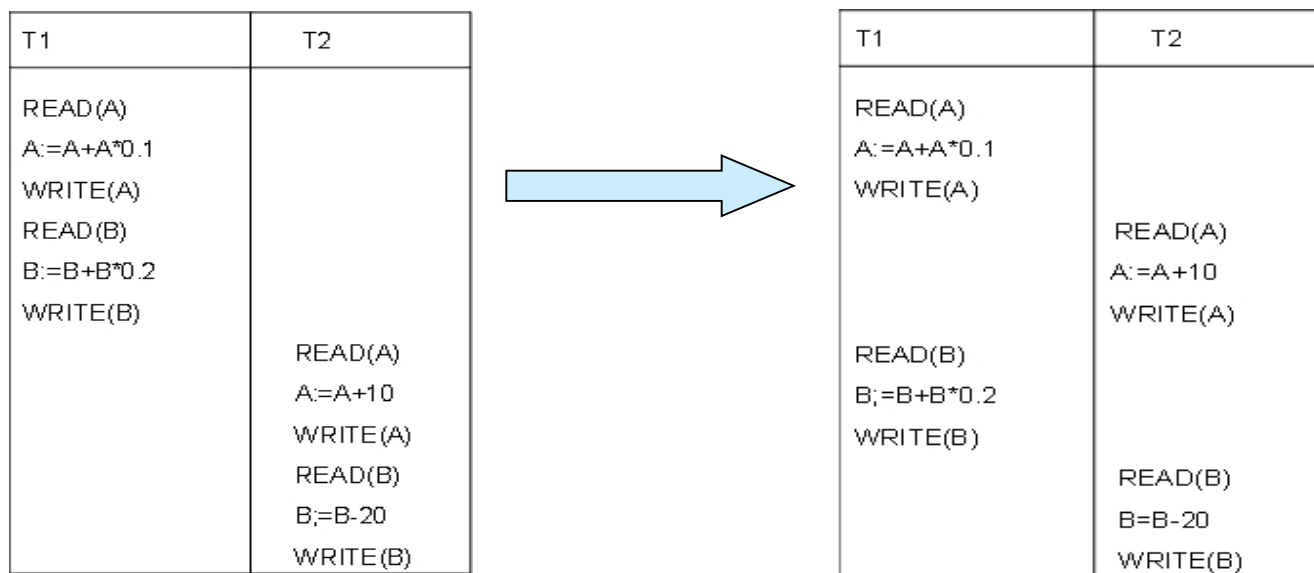 T1 T2
READ(A)
A:=A+A*0.1
WRITE(A)
READ(B)
B:=B+B*0.2
WRITE(B)
READ(A)
A:=A+10
WRITE(A)
READ(B)
B;=B-20
WRITE(B)
T1 T2
READ(A)
A:=A+A*0.1
WRITE(A)
READ(A)
A:=A+10
WRITE(A)
READ(B)
B;=B+B*0.2
WRITE(B)
READ(B)
B=B-20
WRITE(B)